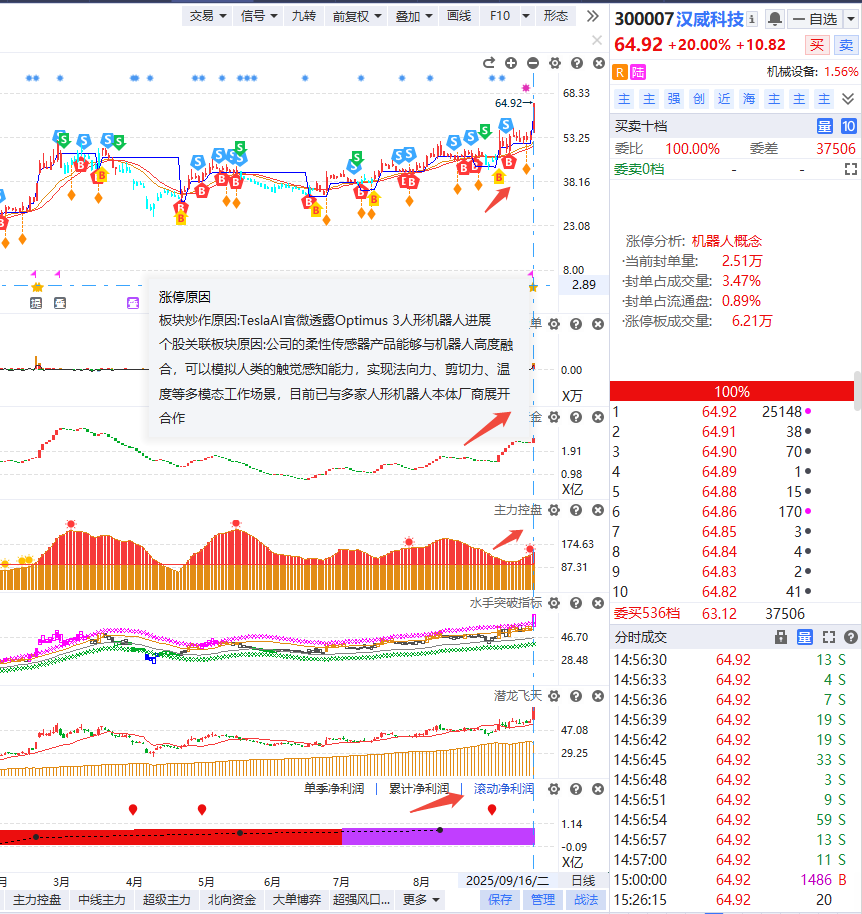 交易 信号 九转 前复权 叠加 画线 F10 形态
300007汉威科技 自选
64.92 +20.00% +10.82 买 卖
R 陆 机械设备: 1.56%
主 主 强 创 近 海 主 主 主
买卖十档 量 10
委比 100.00% 委差 37506
委卖0档 - -
涨停分析: 机器人概念
·当前封单量: 2.51万
·封单占成交量: 3.47%
·封单占流通盘: 0.89%
·涨停板成交量: 6.21万
100%
1 64.92 25148
2 64.91 38
3 64.90 70
4 64.89 1
5 64.88 15
6 64.86 170
7 64.85 3
8 64.84 4
9 64.83 2
10 64.82 41
委买536档 63.12 37506
分时成交 量
14:56:30 64.92 13 S
14:56:33 64.92 4 S
14:56:36 64.92 7 S
14:56:39 64.92 19 S
14:56:42 64.92 19 S
14:56:45 64.92 33 S
14:56:48 64.92 3 S
14:56:51 64.92 9 S
14:56:54 64.92 59 S
14:56:57 64.92 13 S
14:57:00 64.92 11 S
15:00:00 64.92 1486 B
15:26:15 64.92 20
64.92
68.33
53.25
38.16
23.08
8.00
2.89
涨停原因
板块炒作原因:TeslaAI官微透露Optimus 3人形机器人进展
个股关联板块原因:公司的柔性传感器产品能够与机器人高度融
合，可以模拟人类的触觉感知能力，实现法向力、剪切力、温
度等多模态工作场景，目前已与多家人形机器人本体厂商展开
合作
单
0.00
X万
金
1.91
0.98
X亿
主力控盘
174.63
87.31
水手突破指标
46.70
28.48
潜龙飞天
47.08
29.25
单季净利润 | 累计净利润 | 滚动净利润
1.14
-0.09
X亿
月 3月 4月 5月 6月 7月 8月 2025/09/16/二 日线
主力控盘 中线主力 超级主力 北向资金 大单博弈 超强风口... 更多 保存 管理 战法